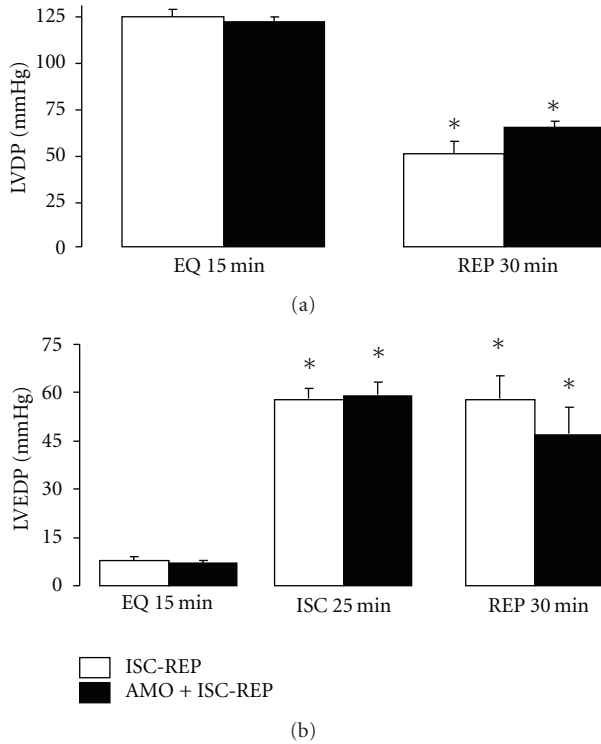 125
100
75
50
25
0
LVDP (mmHg)
*
*
EQ 15 min
REP 30 min
(a)
75
60
45
30
15
0
LVEDP (mmHg)
*
*
*
*
EQ 15 min
ISC 25 min
REP 30 min
ISC-REP
AMO + ISC-REP
(b)